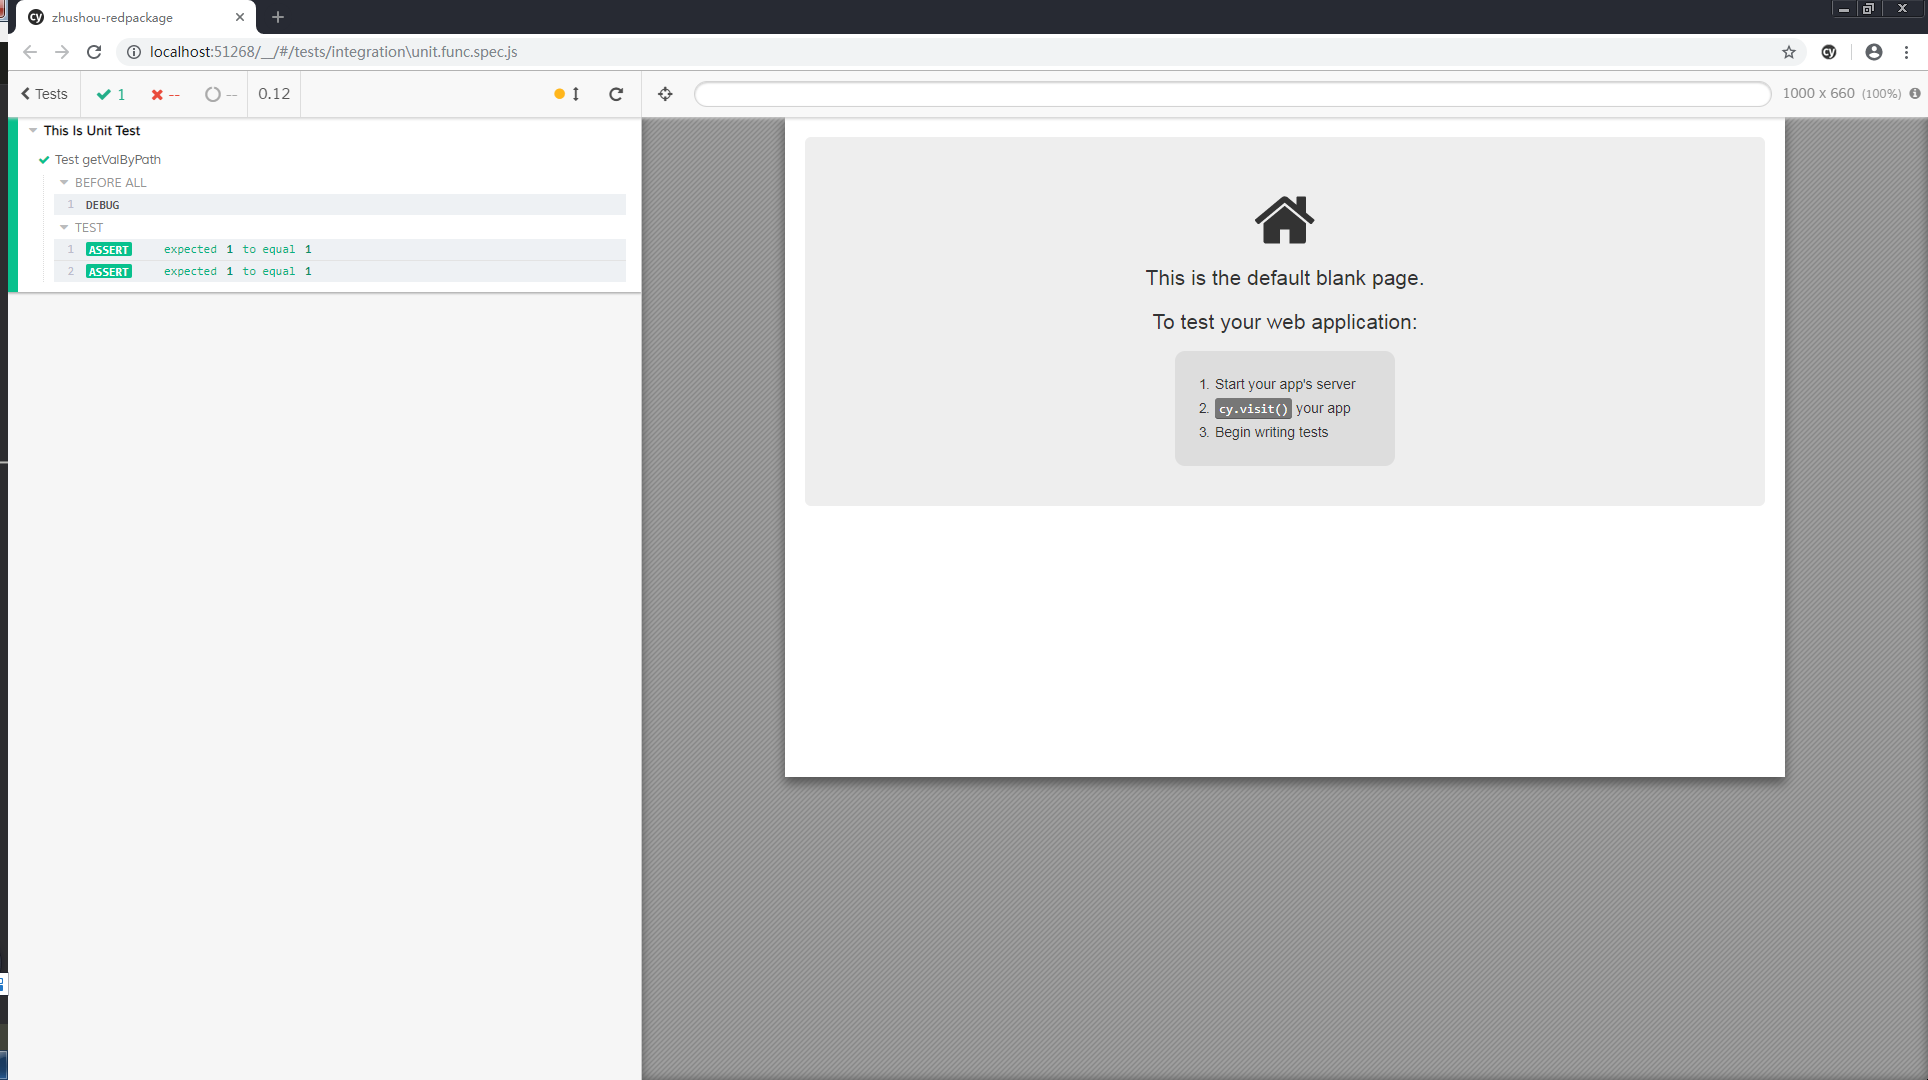 cy zhushou-redpackage
localhost:51268/__/#/tests/integration\unit.func.spec.js
cy
Tests 1 -- -- 0.12
1000 x 660 (100%)
This Is Unit Test
Test getValByPath
BEFORE ALL
1 DEBUG
TEST
1 ASSERT expected 1 to equal 1
2 ASSERT expected 1 to equal 1
This is the default blank page.
To test your web application:
1. Start your app's server
2. cy.visit() your app
3. Begin writing tests